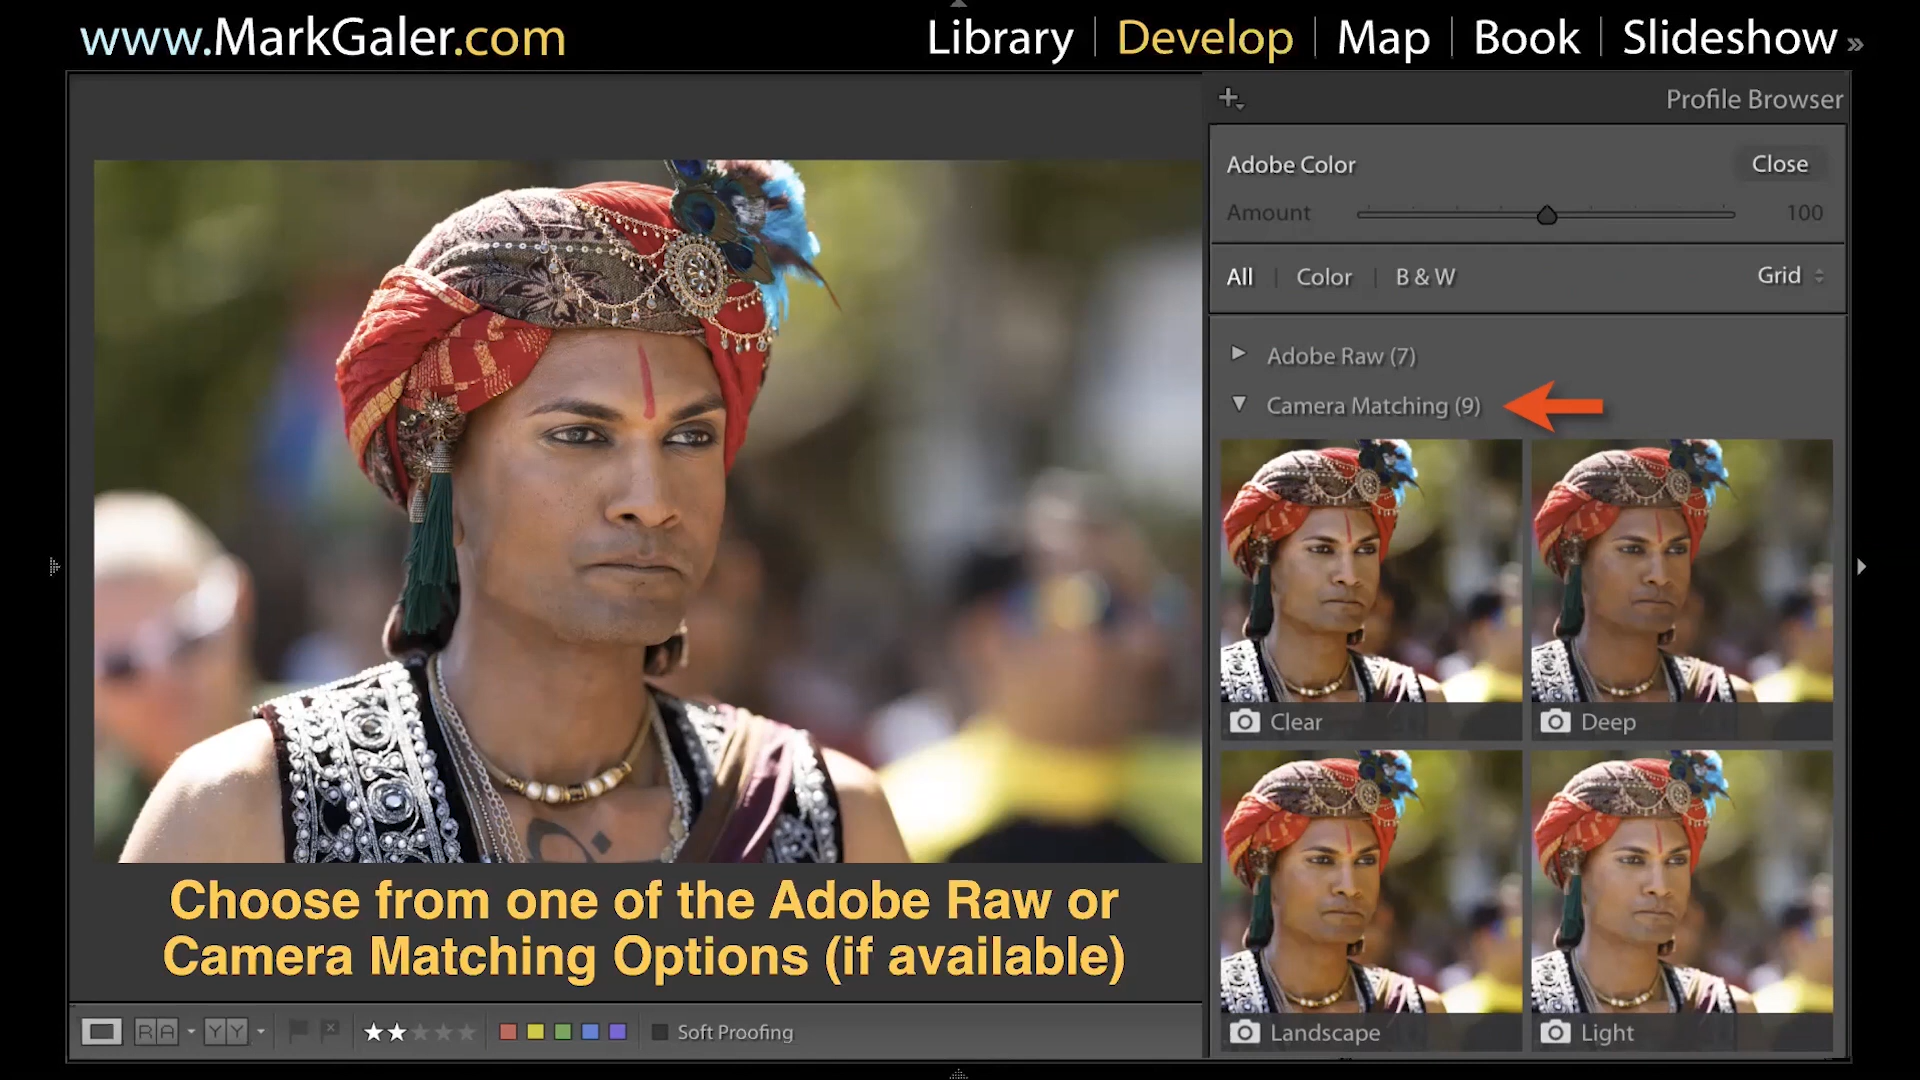 www.MarkGaler.com
Library | Develop | Map | Book | Slideshow »
Profile Browser
Adobe Color
Close
Amount
100
All | Color | B & W
Grid
Adobe Raw (7)
Camera Matching (9)
Clear
Deep
Landscape
Light
Choose from one of the Adobe Raw or
Camera Matching Options (if available)
RA
YY
Soft Proofing